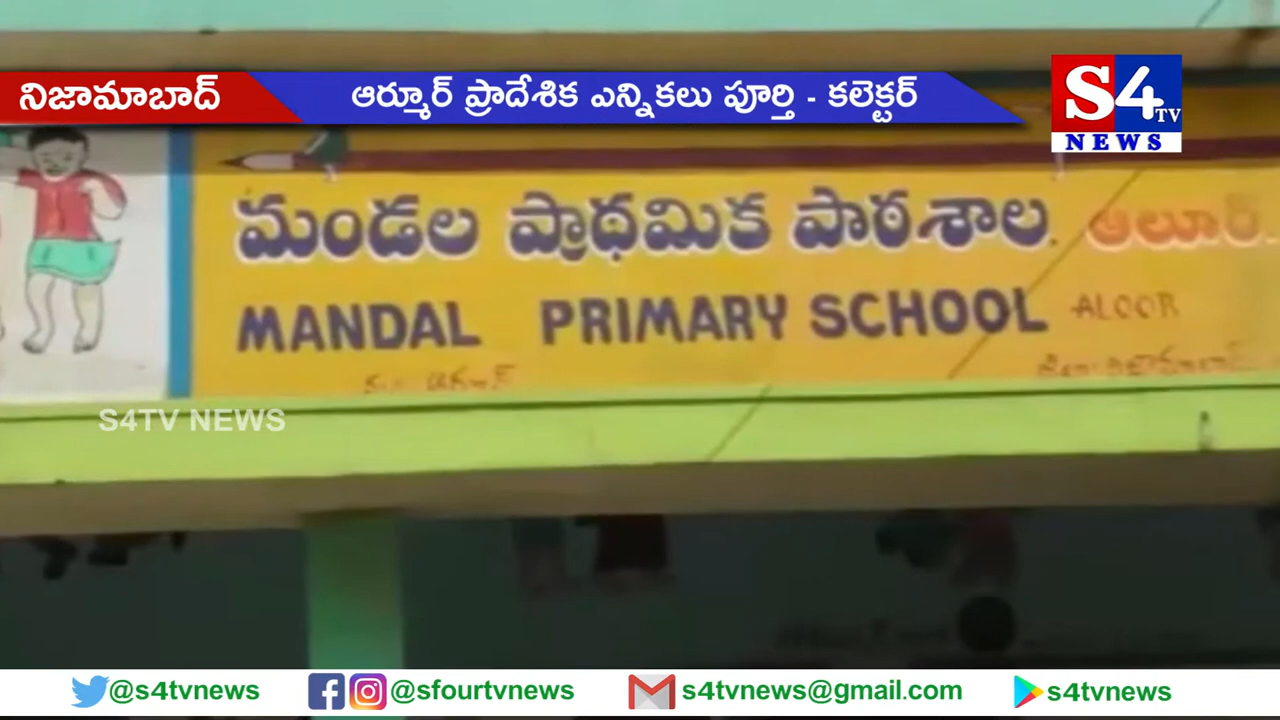 నిజామాబాద్
ఆర్మూర్ ప్రాదేశిక ఎన్నికలు పూర్తి - కలెక్టర్
S4 TV
NEWS
మండల ప్రాథమిక పాఠశాల. ఆలూర్.
MANDAL PRIMARY SCHOOL ALOOR
S4TV NEWS
@s4tvnews @sfourtvnews s4tvnews@gmail.com s4tvnews